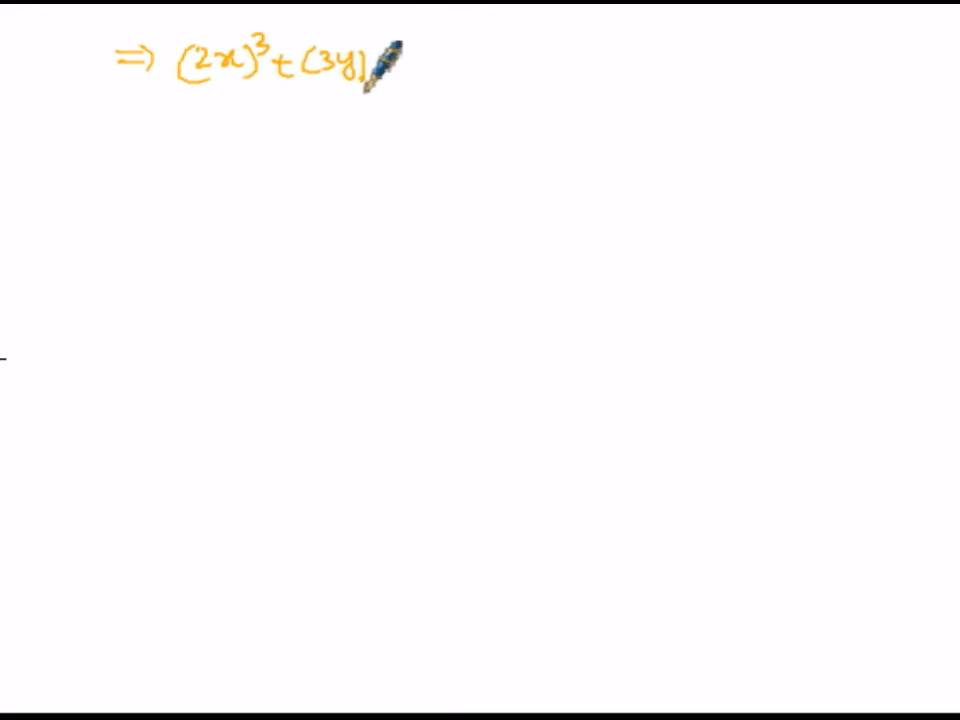 ⇒ (2x)³ + (3y)